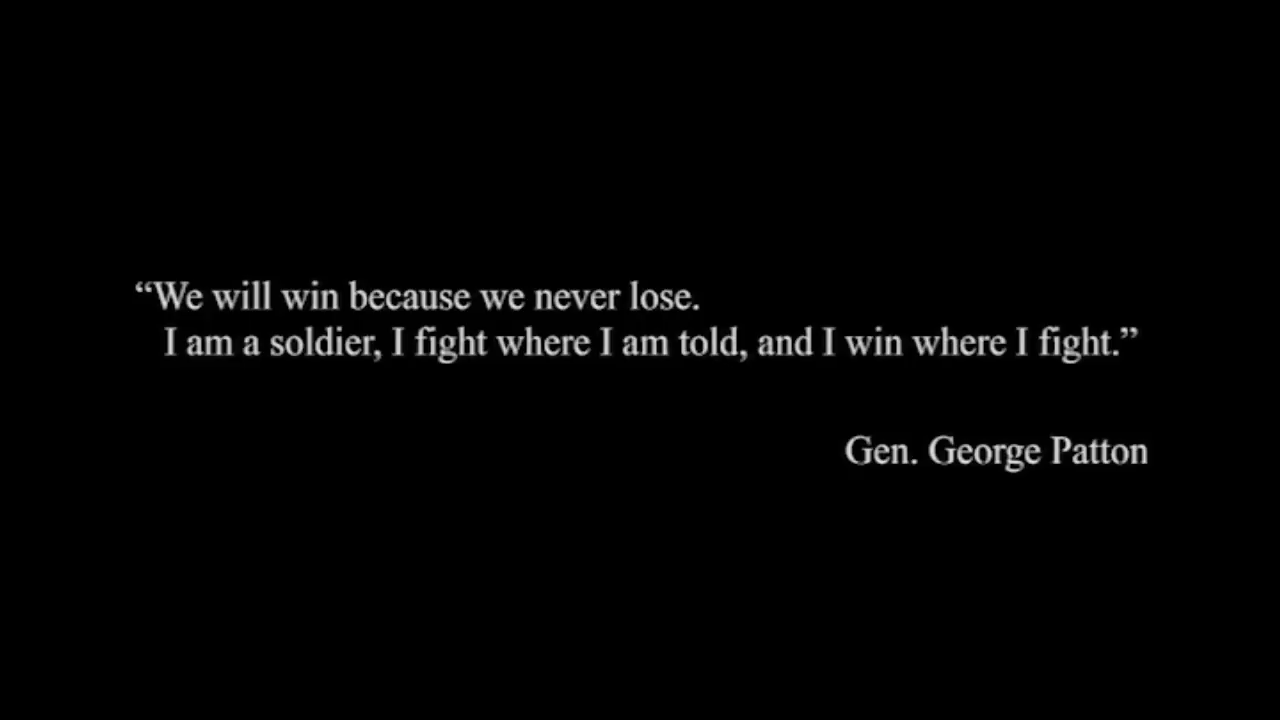 “We will win because we never lose.
I am a soldier, I fight where I am told, and I win where I fight.”
Gen. George Patton